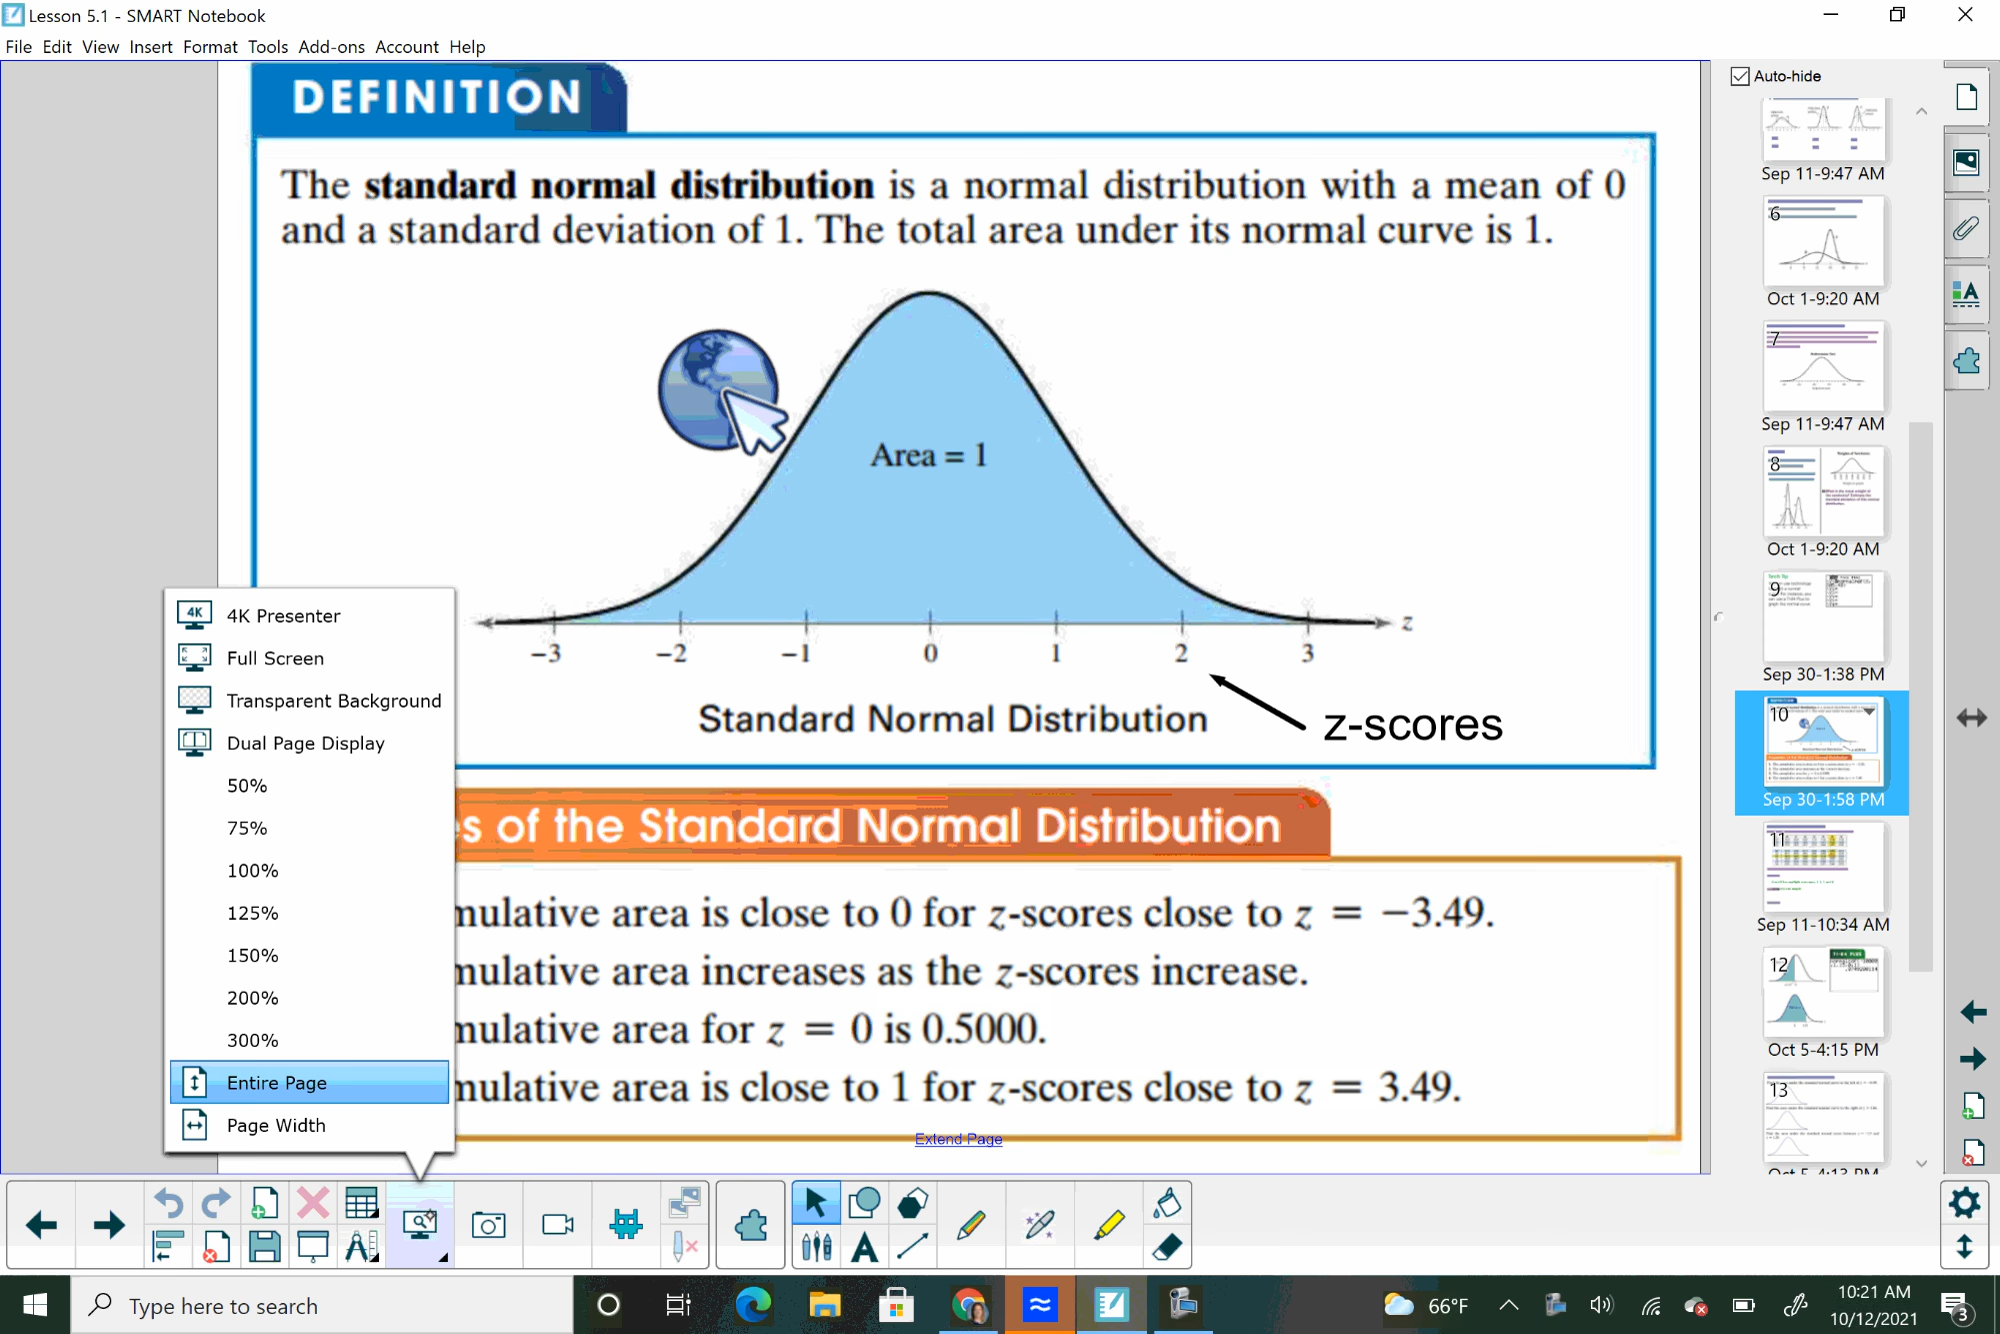 Lesson 5.1 - SMART Notebook
File Edit View Insert Format Tools Add-ons Account Help
DEFINITION
The standard normal distribution is a normal distribution with a mean of 0
and a standard deviation of 1. The total area under its normal curve is 1.
Area = 1
z
−3 −2 −1 0 1 2 3
Standard Normal Distribution
z-scores
s of the Standard Normal Distribution
mulative area is close to 0 for z-scores close to z = −3.49.
mulative area increases as the z-scores increase.
mulative area for z = 0 is 0.5000.
mulative area is close to 1 for z-scores close to z = 3.49.
Extend Page
4K
4K Presenter
Full Screen
Transparent Background
Dual Page Display
50%
75%
100%
125%
150%
200%
300%
Entire Page
Page Width
Auto-hide
Sep 11-9:47 AM
6
Oct 1-9:20 AM
7
Sep 11-9:47 AM
8
Oct 1-9:20 AM
9
Sep 30-1:38 PM
10
Sep 30-1:58 PM
11
Sep 11-10:34 AM
12
Oct 5-4:15 PM
13
Oct 5-4:13 PM
A
A
Type here to search
66°F
10:21 AM
10/12/2021
3